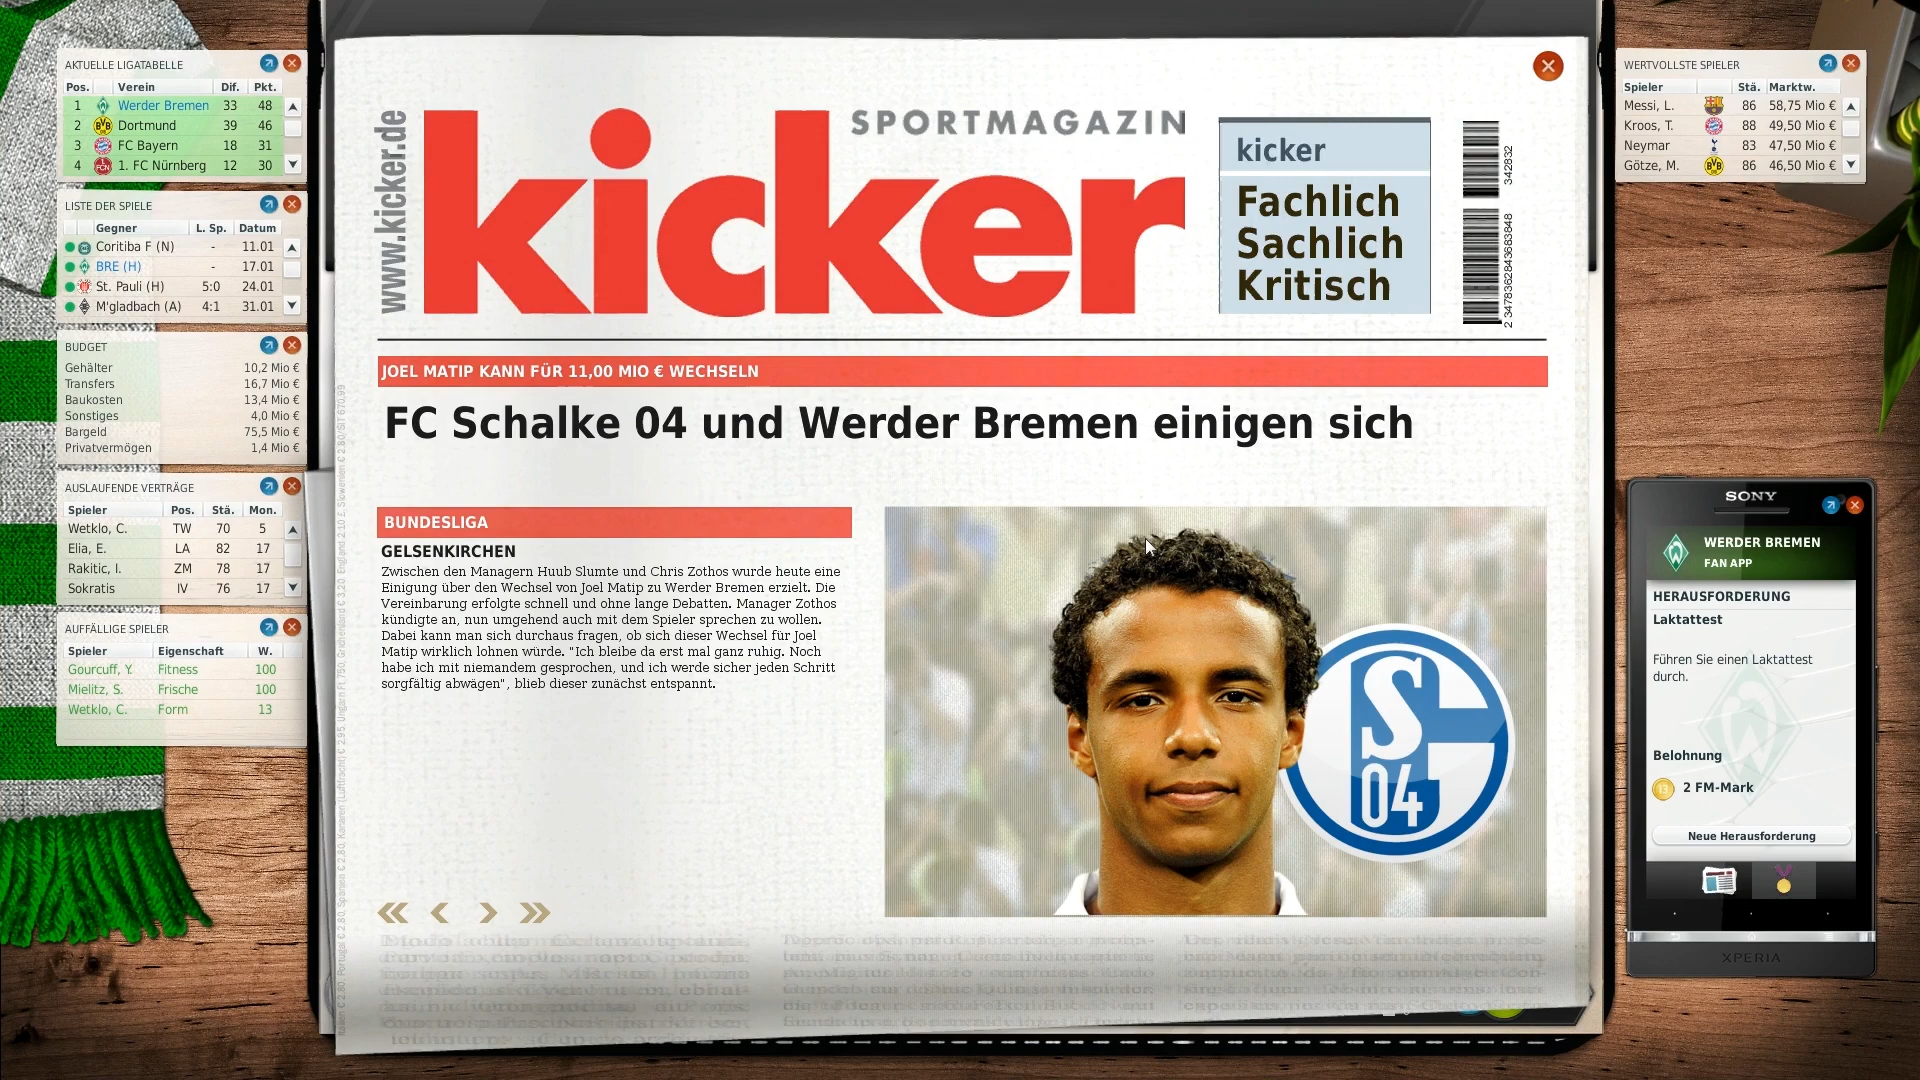 AKTUELLE LIGATABELLE
Pos. Verein Dif. Pkt.
1 Werder Bremen 33 48
2 Dortmund 39 46
3 FC Bayern 18 31
4 1. FC Nürnberg 12 30
LISTE DER SPIELE
Gegner L. Sp. Datum
Coritiba F (N) - 11.01
BRE (H) - 17.01
St. Pauli (H) 5:0 24.01
M'gladbach (A) 4:1 31.01
BUDGET
Gehälter 10,2 Mio €
Transfers 16,7 Mio €
Baukosten 13,4 Mio €
Sonstiges 4,0 Mio €
Bargeld 75,5 Mio €
Privatvermögen 1,4 Mio €
AUSLAUFENDE VERTRÄGE
Spieler Pos. Stä. Mon.
Wetklo, C. TW 70 5
Elia, E. LA 82 17
Rakitic, I. ZM 78 17
Sokratis IV 76 17
AUFFÄLLIGE SPIELER
Spieler Eigenschaft W.
Gourcuff, Y. Fitness 100
Mielitz, S. Frische 100
Wetklo, C. Form 13
www.kicker.de
kicker
SPORTMAGAZIN
kicker
Fachlich
Sachlich
Kritisch
342832
2 3478362843683848
JOEL MATIP KANN FÜR 11,00 MIO € WECHSELN
FC Schalke 04 und Werder Bremen einigen sich
BUNDESLIGA
GELSENKIRCHEN
Zwischen den Managern Huub Slumte und Chris Zothos wurde heute eine
Einigung über den Wechsel von Joel Matip zu Werder Bremen erzielt. Die
Vereinbarung erfolgte schnell und ohne lange Debatten. Manager Zothos
kündigte an, nun umgehend auch mit dem Spieler sprechen zu wollen.
Dabei kann man sich durchaus fragen, ob sich dieser Wechsel für Joel
Matip wirklich lohnen würde. "Ich bleibe da erst mal ganz ruhig. Noch
habe ich mit niemandem gesprochen, und ich werde sicher jeden Schritt
sorgfältig abwägen", blieb dieser zunächst entspannt.
S
04
WERTVOLLSTE SPIELER
Spieler Stä. Marktw.
Messi, L. 86 58,75 Mio €
Kroos, T. 88 49,50 Mio €
Neymar 83 47,50 Mio €
Götze, M. 86 46,50 Mio €
SONY
WERDER BREMEN
FAN APP
HERAUSFORDERUNG
Laktattest
Führen Sie einen Laktattest
durch.
Belohnung
13 2 FM-Mark
Neue Herausforderung
XPERIA